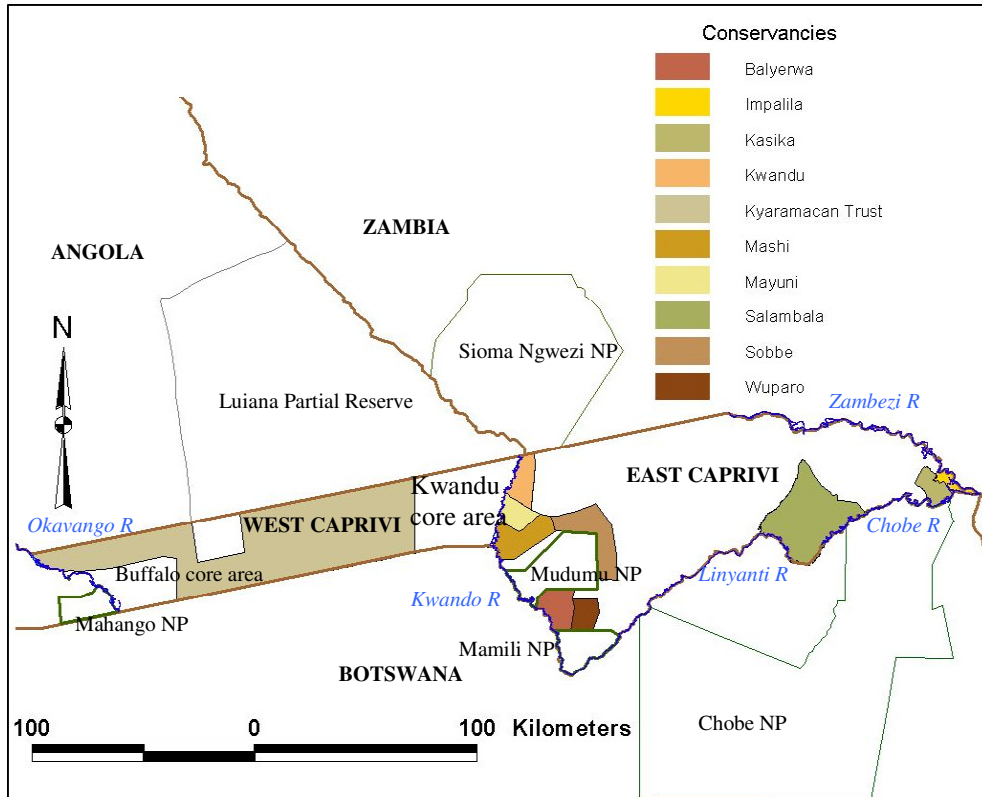 Conservancies
Balyerwa
Impalila
Kasika
Kwandu
Kyaramacan Trust
Mashi
Mayuni
Salambala
Sobbe
Wuparo
ZAMBIA
ANGOLA
N
Sioma Ngwezi NP
Luiana Partial Reserve
Zambezi R
EAST CAPRIVI
Kwandu
core area
WEST CAPRIVI
Okavango R
Chobe R
Buffalo core area
Mudumu NP
Linyanti R
Kwando R
Mahango NP
Mamili NP
BOTSWANA
Chobe NP
100 0 100 Kilometers